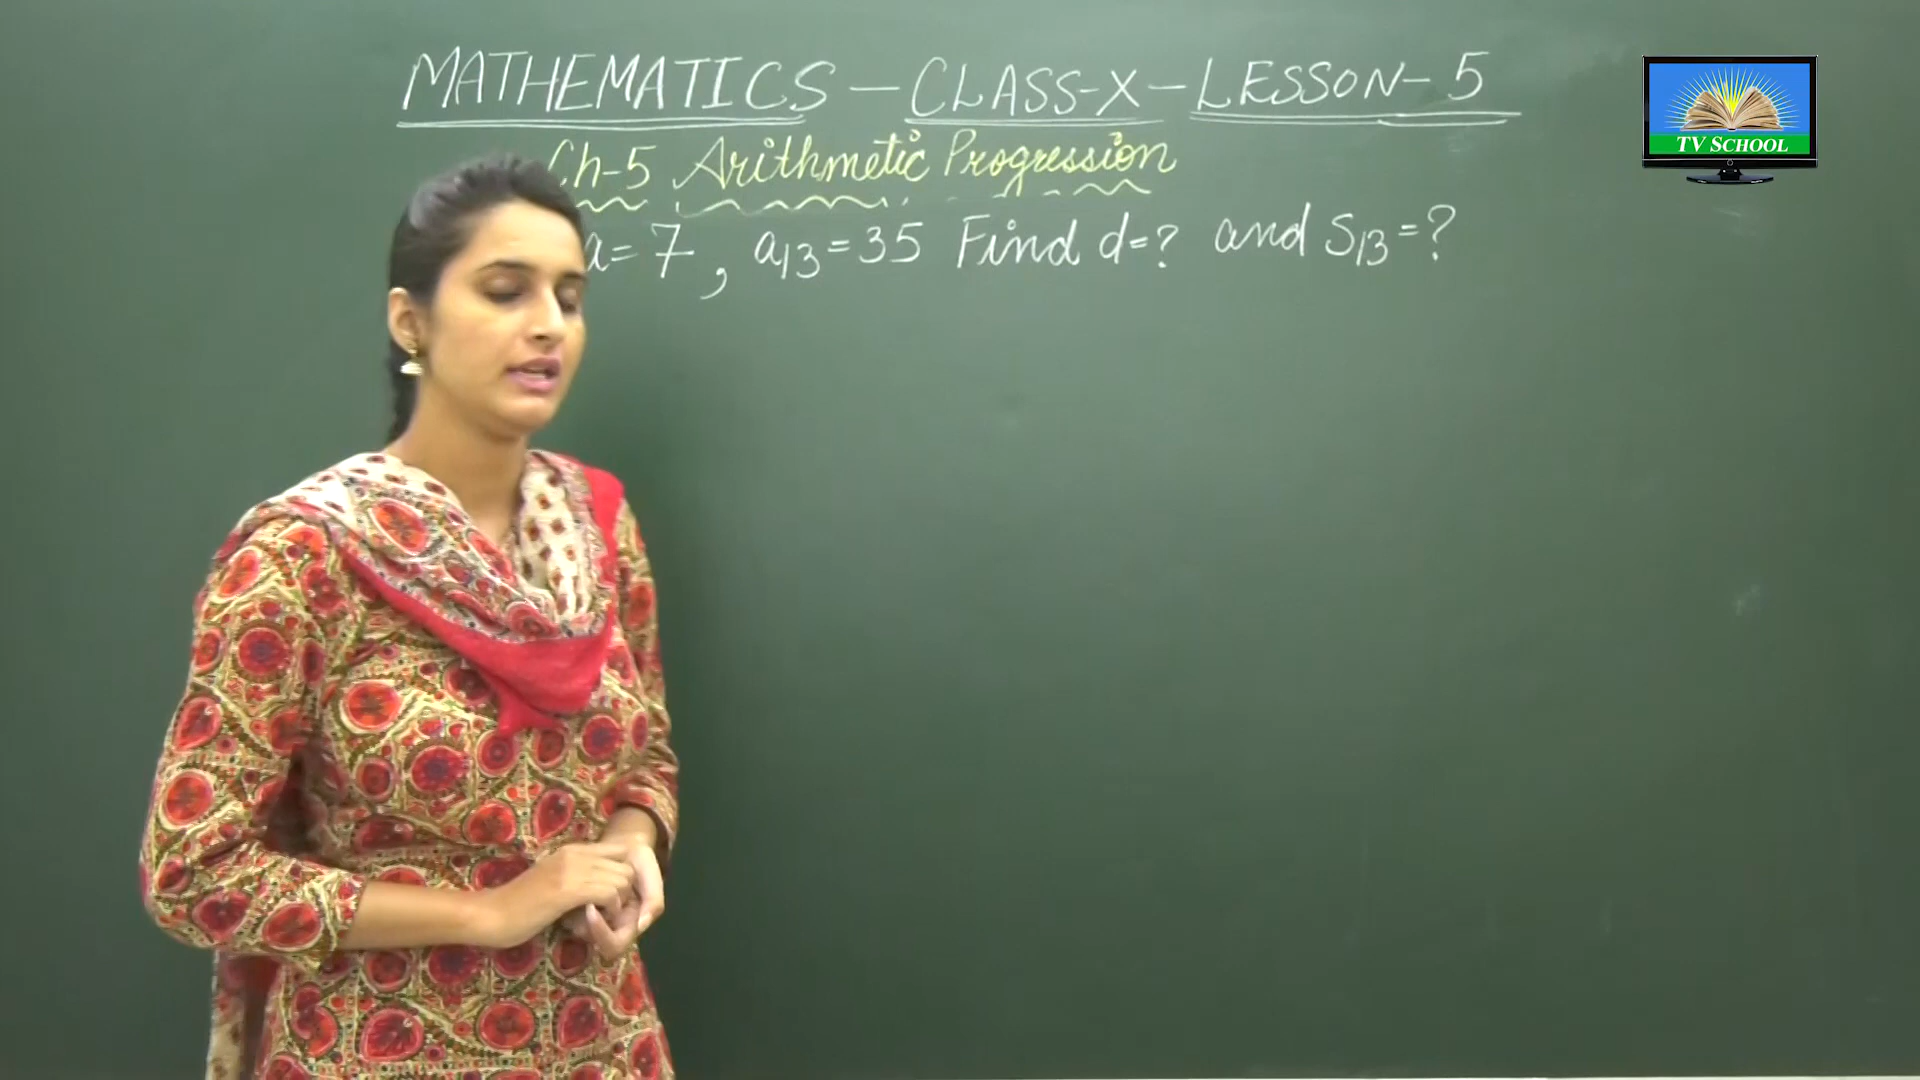 MATHEMATICS – CLASS-X – LESSON-5
Ch-5 Arithmetic Progression
a=7, a13=35 Find d=? and S13=?
TV SCHOOL